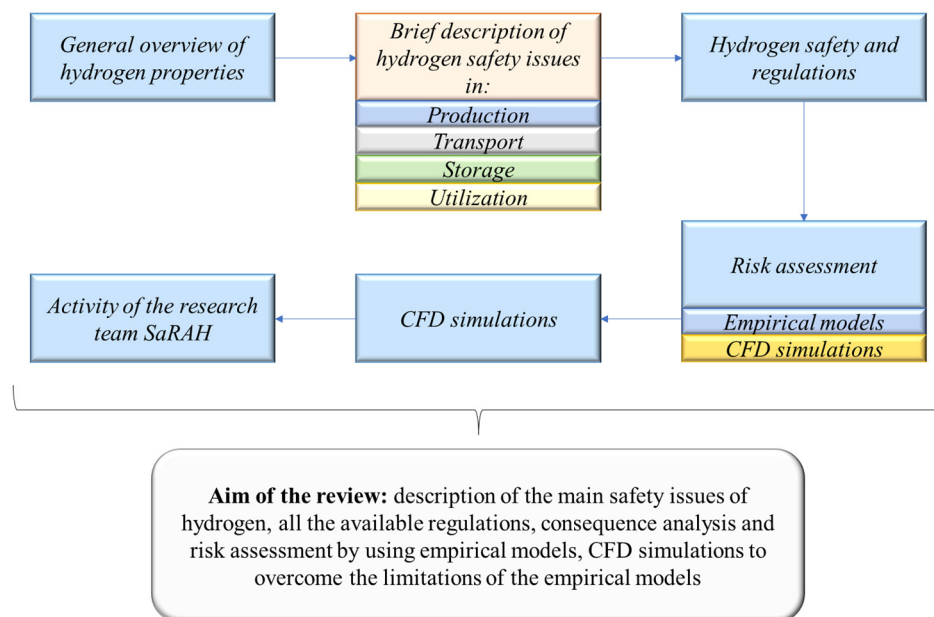 General overview of
hydrogen properties
Brief description of
hydrogen safety issues
in:
Production
Transport
Storage
Utilization
Hydrogen safety and
regulations
Risk assessment
Empirical models
CFD simulations
CFD simulations
Activity of the research
team SaRAH
Aim of the review: description of the main safety issues of
hydrogen, all the available regulations, consequence analysis and
risk assessment by using empirical models, CFD simulations to
overcome the limitations of the empirical models